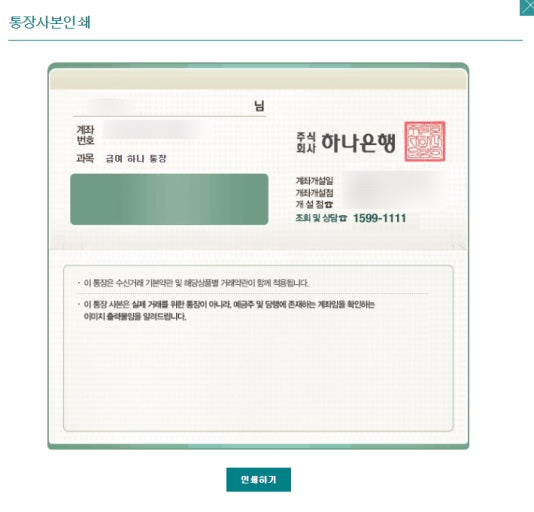 통장사본인쇄
님
계좌
번호
과목 급여 하나 통장
주식
회사 하나은행
계좌개설일
개좌개설점
개 설 점☎
조회 및 상담☎ 1599-1111
· 이 통장은 수신거래 기본약관 및 해당상품별 거래약관이 함께 적용됩니다.
· 이 통장 사본은 실제 거래를 위한 통장이 아니라, 예금주 및 당행에 존재하는 계좌임을 확인하는
이미지 출력물임을 알려드립니다.
인쇄하기